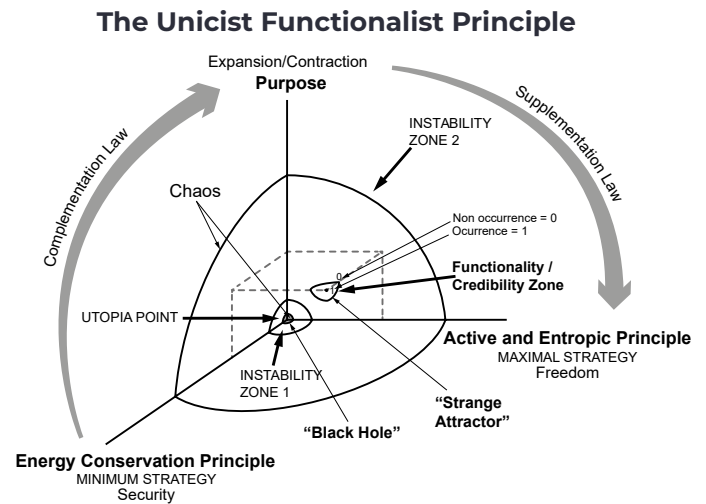 The Unicist Functionalist Principle
Expansion/Contraction
Purpose
Complementation Law
Supplementation Law
INSTABILITY
ZONE 2
Chaos
Non occurrence = 0
Ocurrence = 1
0
1
Functionality /
Credibility Zone
UTOPIA POINT
Active and Entropic Principle
MAXIMAL STRATEGY
Freedom
INSTABILITY
ZONE 1
"Strange
Attractor"
"Black Hole"
Energy Conservation Principle
MINIMUM STRATEGY
Security